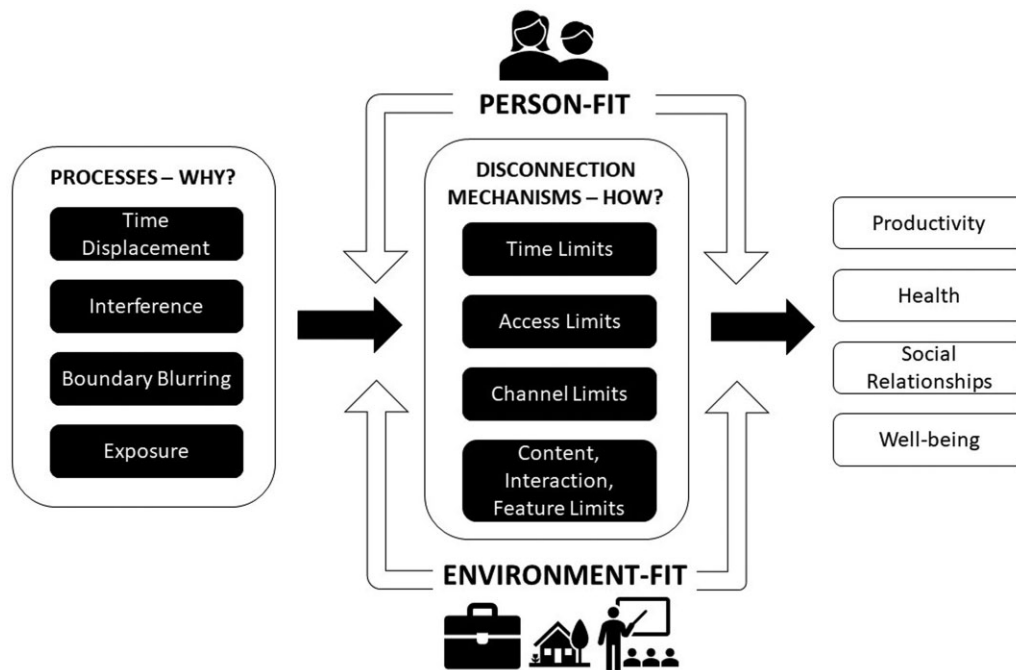 PERSON-FIT
PROCESSES – WHY?
Time
Displacement
Interference
Boundary Blurring
Exposure
DISCONNECTION
MECHANISMS – HOW?
Time Limits
Access Limits
Channel Limits
Content,
Interaction,
Feature Limits
Productivity
Health
Social
Relationships
Well-being
ENVIRONMENT-FIT